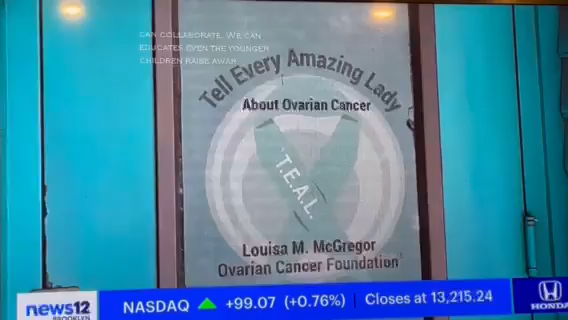 CAN COLLABORATE. WE CAN
EDUCATES EVEN THE YOUNGER
CHILDREN RAISE AWAR
Tell Every Amazing Lady
About Ovarian Cancer
T.E.A.L.
Louisa M. McGregor
Ovarian Cancer Foundation
news12
BROOKLYN
NASDAQ +99.07 (+0.76%) Closes at 13,215.24
HONDA